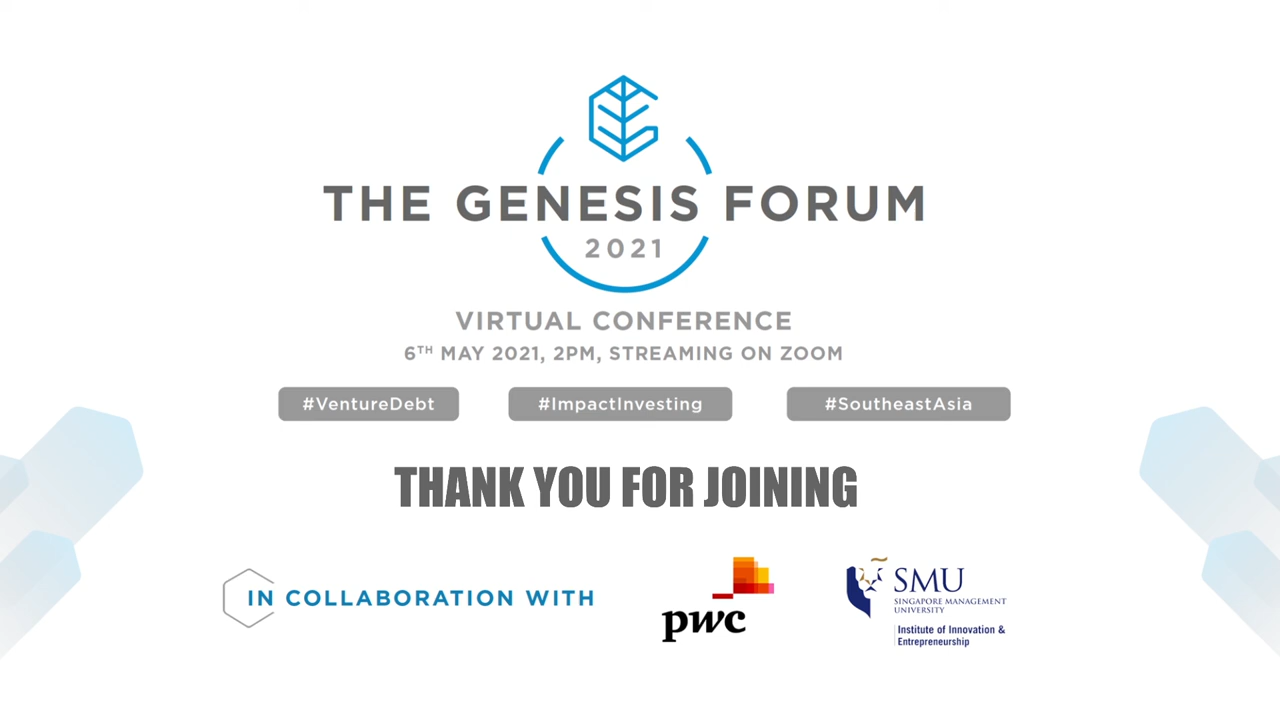 THE GENESIS FORUM
2021
VIRTUAL CONFERENCE
6TH MAY 2021, 2PM, STREAMING ON ZOOM
#VentureDebt #ImpactInvesting #SoutheastAsia
THANK YOU FOR JOINING
IN COLLABORATION WITH
pwc
SMU
SINGAPORE MANAGEMENT
UNIVERSITY
Institute of Innovation &
Entrepreneurship